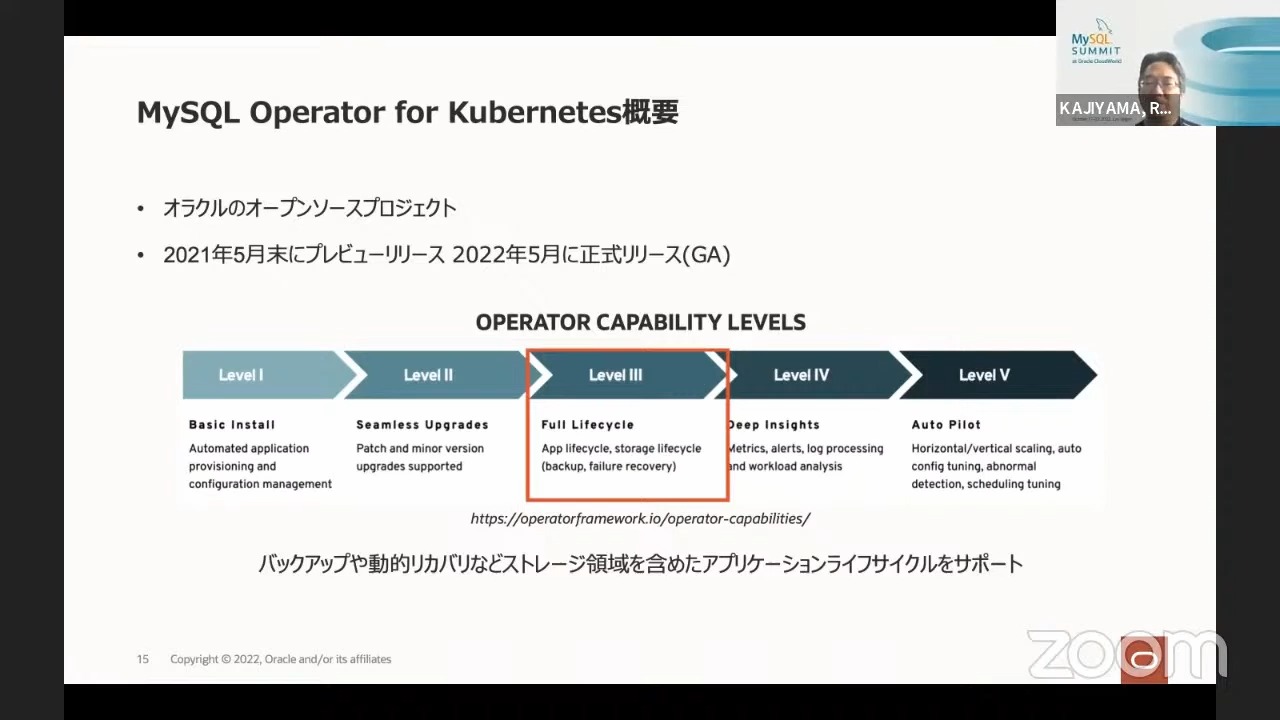 MySQL
SUMMIT
at Oracle CloudWorld
KAJIYAMA, R...
MySQL Operator for Kubernetes概要
• オラクルのオープンソースプロジェクト
• 2021年5月末にプレビューリリース 2022年5月に正式リリース(GA)
OPERATOR CAPABILITY LEVELS
Level I
Level II
Level III
Level IV
Level V
Basic Install
Automated application
provisioning and
configuration management
Seamless Upgrades
Patch and minor version
upgrades supported
Full Lifecycle
App lifecycle, storage lifecycle
(backup, failure recovery)
Deep Insights
Metrics, alerts, log processing
and workload analysis
Auto Pilot
Horizontal/vertical scaling, auto
config tuning, abnormal
detection, scheduling tuning
https://operatorframework.io/operator-capabilities/
バックアップや動的リカバリなどストレージ領域を含めたアプリケーションライフサイクルをサポート
15 Copyright © 2022, Oracle and/or its affiliates
zoom